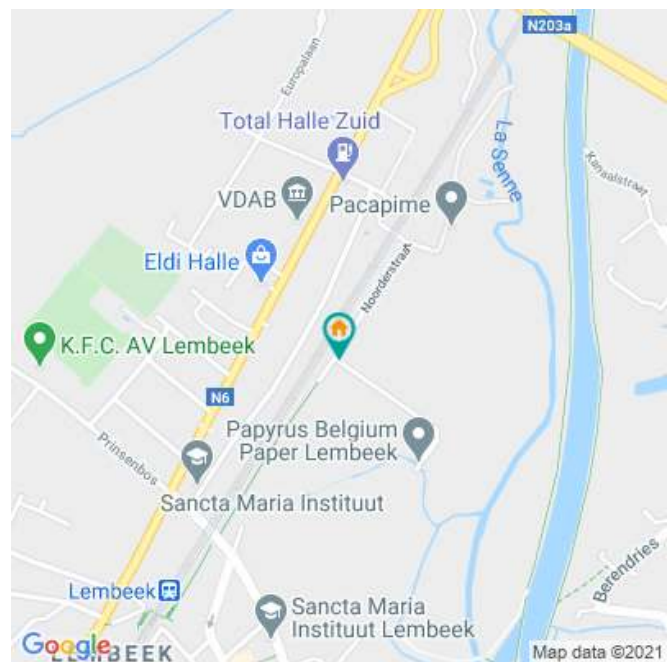 N203a
Europalaan
La Senne
Total Halle Zuid
Kanaalstraat
VDAB
Pacapime
Eldi Halle
Noorderstraat
K.F.C. AV Lembeek
N6
Papyrus Belgium
Paper Lembeek
Prinsenbos
Sancta Maria Instituut
Berendries
Lembeek
Sancta Maria
Instituut Lembeek
Google
LEMBEEK
Map data ©2021